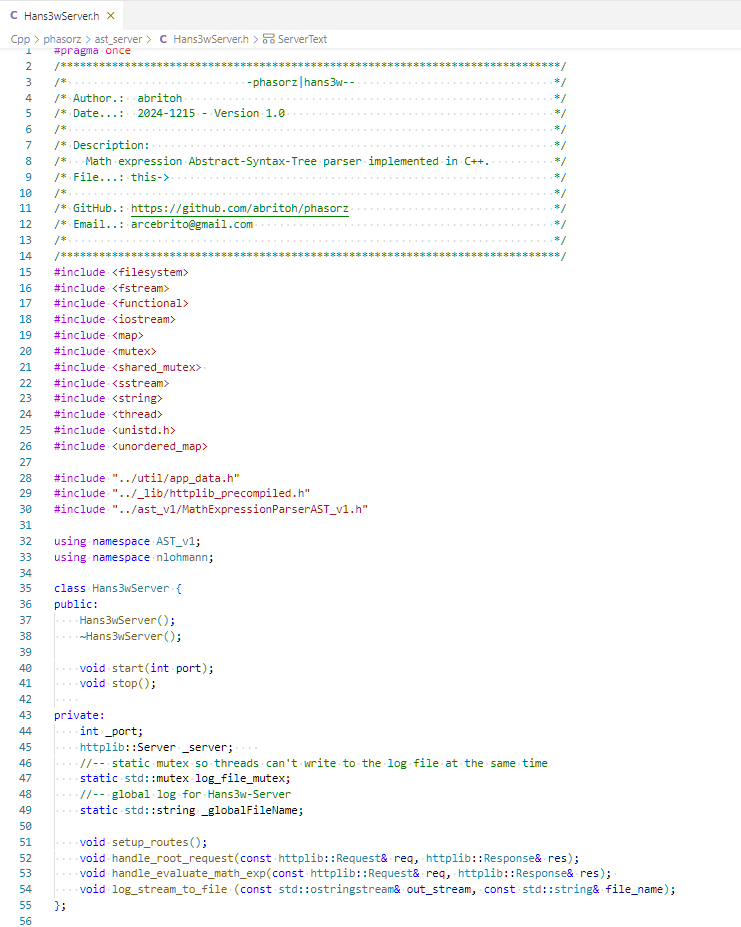 Hans3wServer.h
Cpp > phasorz > ast_server > Hans3wServer.h > ServerText
1 #pragma once
2 /******************************************************************************/
3 /* -phasorz|hans3w-- */
4 /* Author.: abritoh */
5 /* Date...: 2024-1215 - Version 1.0 */
6 /* */
7 /* Description: */
8 /* Math expression Abstract-Syntax-Tree parser implemented in C++. */
9 /* File...: this-> */
10 /* */
11 /* GitHub.: https://github.com/abritoh/phasorz */
12 /* Email..: arcebrito@gmail.com */
13 /* */
14 /******************************************************************************/
15 #include <filesystem>
16 #include <fstream>
17 #include <functional>
18 #include <iostream>
19 #include <map>
20 #include <mutex>
21 #include <shared_mutex>
22 #include <sstream>
23 #include <string>
24 #include <thread>
25 #include <unistd.h>
26 #include <unordered_map>
27
28 #include "../util/app_data.h"
29 #include "../_lib/httplib_precompiled.h"
30 #include "../ast_v1/MathExpressionParserAST_v1.h"
31
32 using namespace AST_v1;
33 using namespace nlohmann;
34
35 class Hans3wServer {
36 public:
37     Hans3wServer();
38     ~Hans3wServer();
39
40     void start(int port);
41     void stop();
42
43 private:
44     int _port;
45     httplib::Server _server;
46     //-- static mutex so threads can't write to the log file at the same time
47     static std::mutex log_file_mutex;
48     //-- global log for Hans3w-Server
49     static std::string _globalFileName;
50
51     void setup_routes();
52     void handle_root_request(const httplib::Request& req, httplib::Response& res);
53     void handle_evaluate_math_exp(const httplib::Request& req, httplib::Response& res);
54     void log_stream_to_file (const std::ostringstream& out_stream, const std::string& file_name);
55 };
56